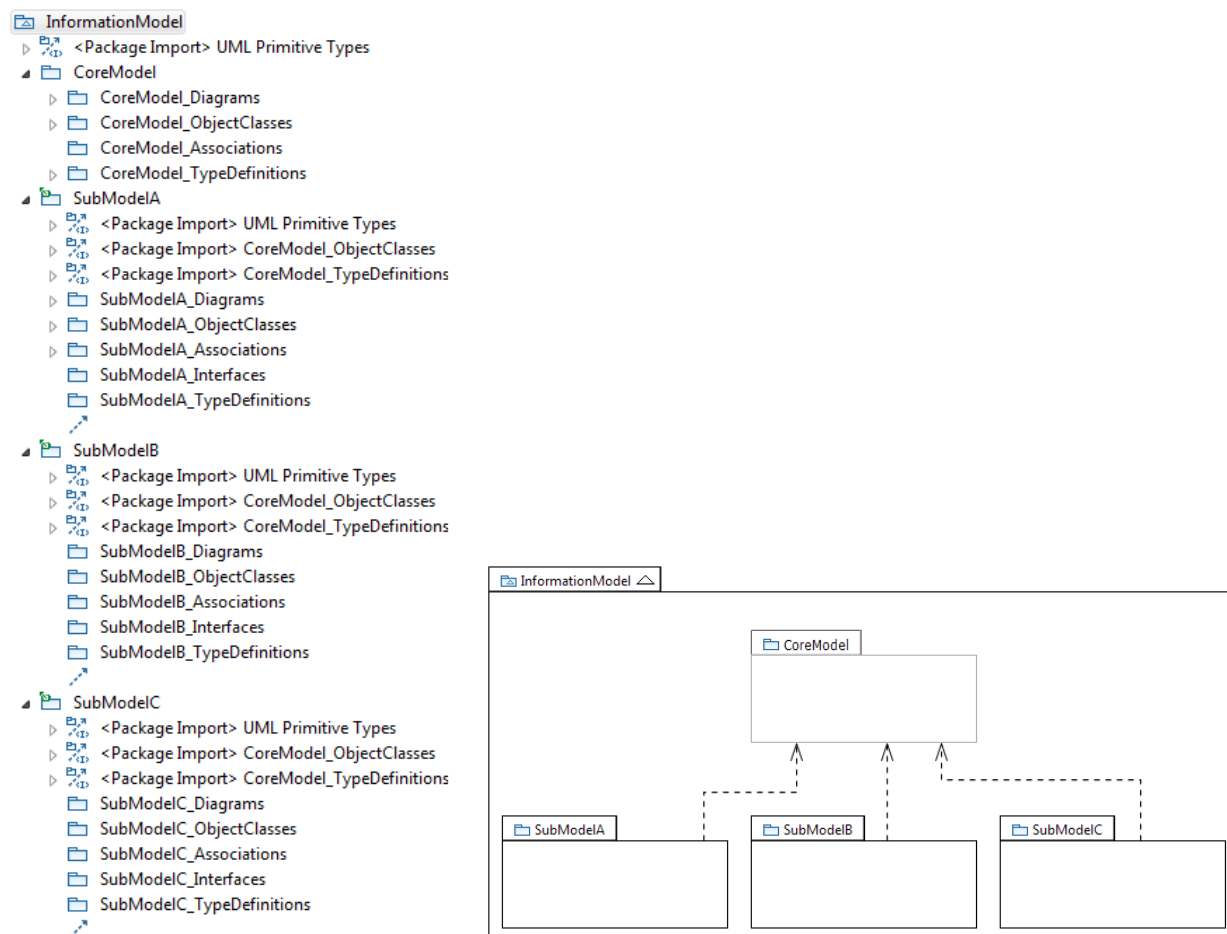 InformationModel
<Package Import> UML Primitive Types
CoreModel
CoreModel_Diagrams
CoreModel_ObjectClasses
CoreModel_Associations
CoreModel_TypeDefinitions
SubModelA
<Package Import> UML Primitive Types
<Package Import> CoreModel_ObjectClasses
<Package Import> CoreModel_TypeDefinitions
SubModelA_Diagrams
SubModelA_ObjectClasses
SubModelA_Associations
SubModelA_Interfaces
SubModelA_TypeDefinitions
SubModelB
<Package Import> UML Primitive Types
<Package Import> CoreModel_ObjectClasses
<Package Import> CoreModel_TypeDefinitions
SubModelB_Diagrams
SubModelB_ObjectClasses
SubModelB_Associations
SubModelB_Interfaces
SubModelB_TypeDefinitions
SubModelC
<Package Import> UML Primitive Types
<Package Import> CoreModel_ObjectClasses
<Package Import> CoreModel_TypeDefinitions
SubModelC_Diagrams
SubModelC_ObjectClasses
SubModelC_Associations
SubModelC_Interfaces
SubModelC_TypeDefinitions
InformationModel
CoreModel
SubModelA
SubModelB
SubModelC